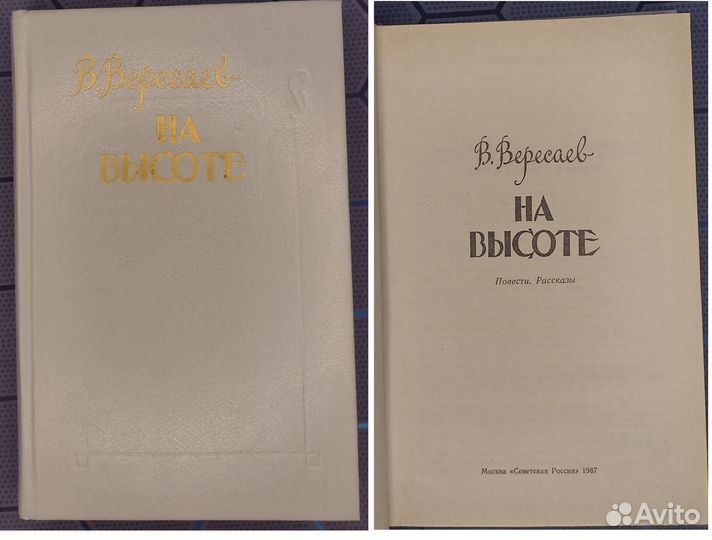 В. Вересаев
НА
ВЫСОТЕ
В. Вересаев
НА
ВЫСОТЕ
Повести. Рассказы
Москва «Советская Россия» 1987
Avito